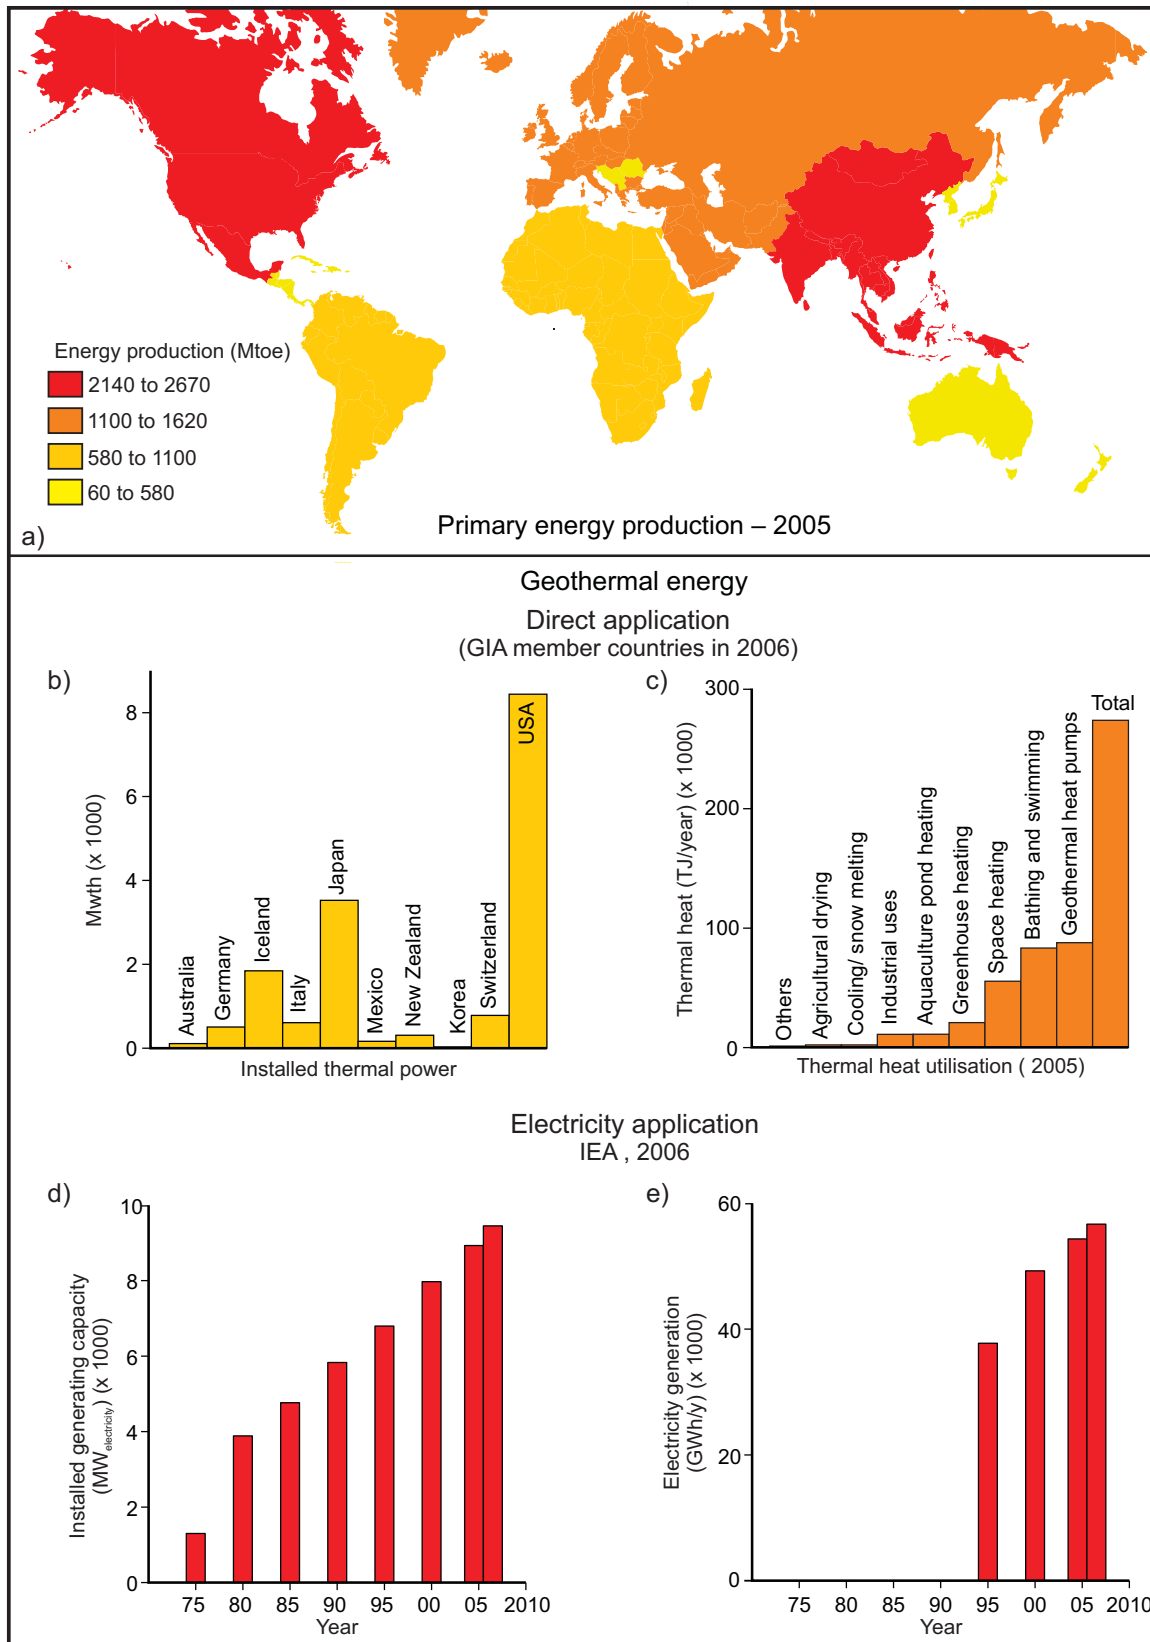 Energy production (Mtoe)
2140 to 2670
1100 to 1620
580 to 1100
60 to 580
a)
Primary energy production – 2005
Geothermal energy
Direct application
(GIA member countries in 2006)
b)
Mwth (x 1000)
8
6
4
2
0
Australia
Germany
Iceland
Italy
Japan
Mexico
New Zealand
Korea
Switzerland
USA
Installed thermal power
c)
Thermal heat (TJ/year) (x 1000)
300
200
100
0
Others
Agricultural drying
Cooling/ snow melting
Industrial uses
Aquaculture pond heating
Greenhouse heating
Space heating
Bathing and swimming
Geothermal heat pumps
Total
Thermal heat utilisation ( 2005)
Electricity application
IEA , 2006
d)
Installed generating capacity
(MWelectricity) (x 1000)
10
8
6
4
2
0
75 80 85 90 95 00 05 2010
Year
e)
Electricity generation
(GWh/y) (x 1000)
60
40
20
0
75 80 85 90 95 00 05 2010
Year